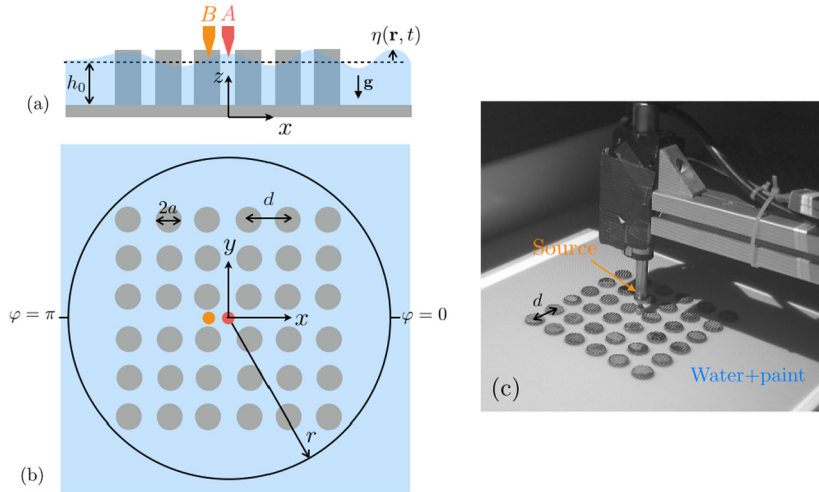 B A
η(r, t)
h₀
z
g
(a)
x
2a
d
y
φ = π
x
φ = 0
r
(b)
Source
d
Water+paint
(c)